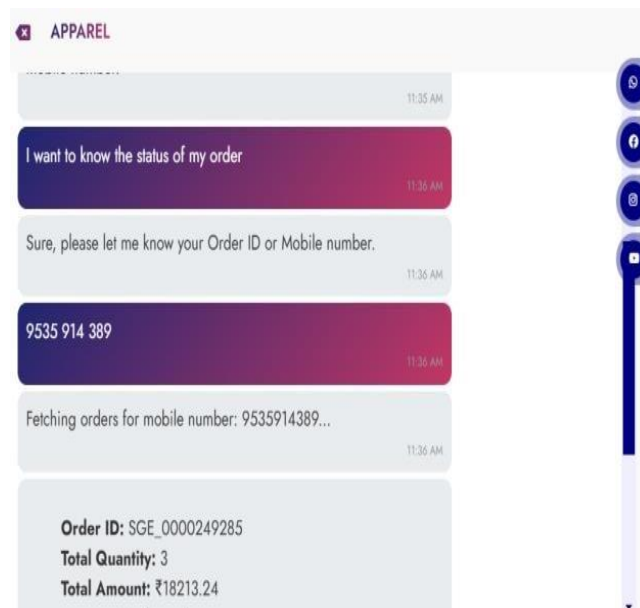 APPAREL
11:35 AM
I want to know the status of my order
11:36 AM
Sure, please let me know your Order ID or Mobile number.
11:36 AM
9535 914 389
11:36 AM
Fetching orders for mobile number: 9535914389...
11:36 AM
Order ID: SGE_0000249285
Total Quantity: 3
Total Amount: ₹18213.24